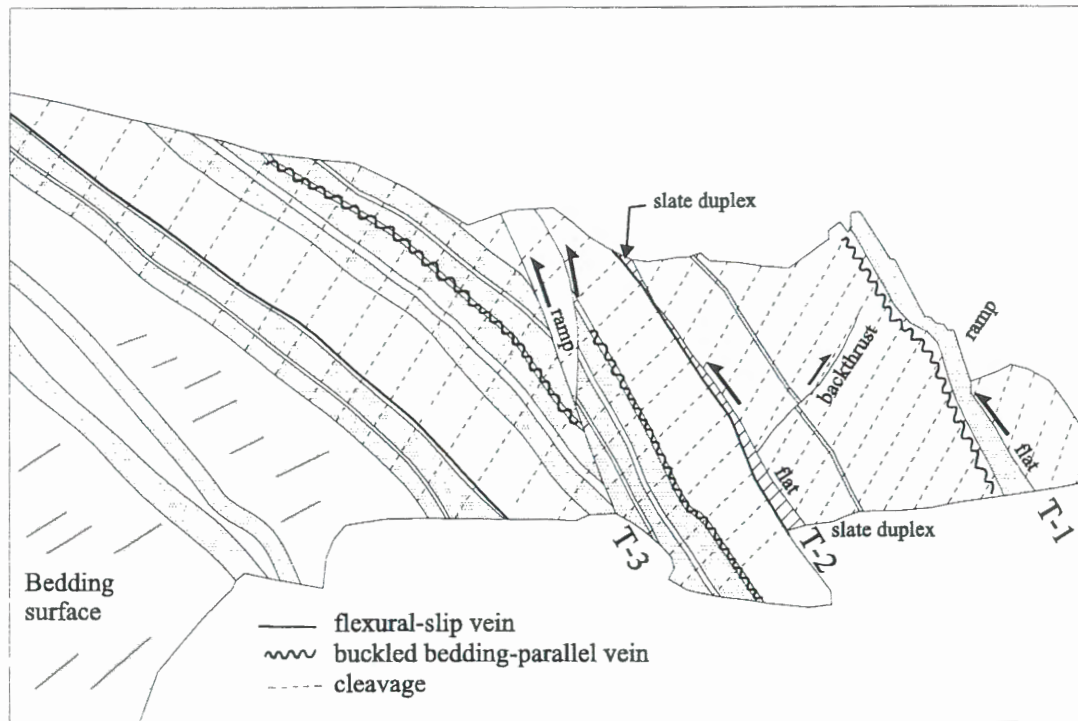 slate duplex
ramp
ramp
backthrust
flat
flat
slate duplex
T-1
T-2
T-3
Bedding
surface
flexural-slip vein
buckled bedding-parallel vein
cleavage